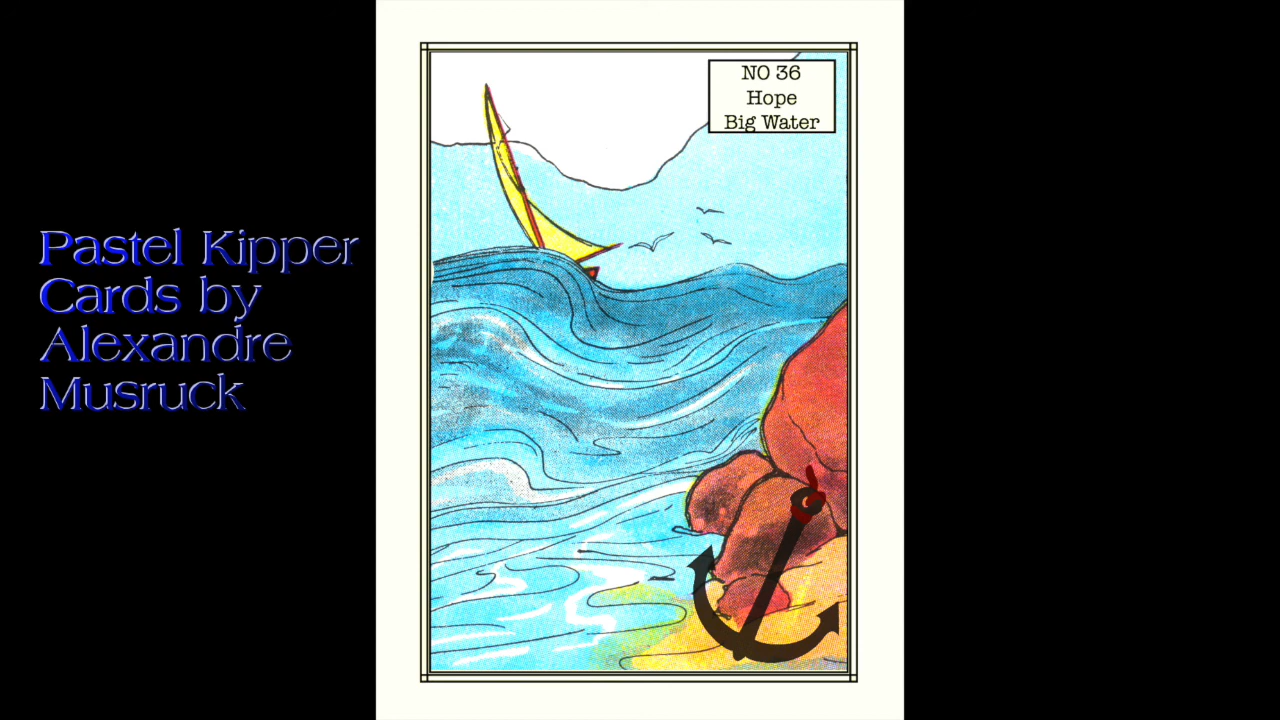 Pastel Kipper
Cards by
Alexandre
Musruck
NO 36
Hope
Big Water